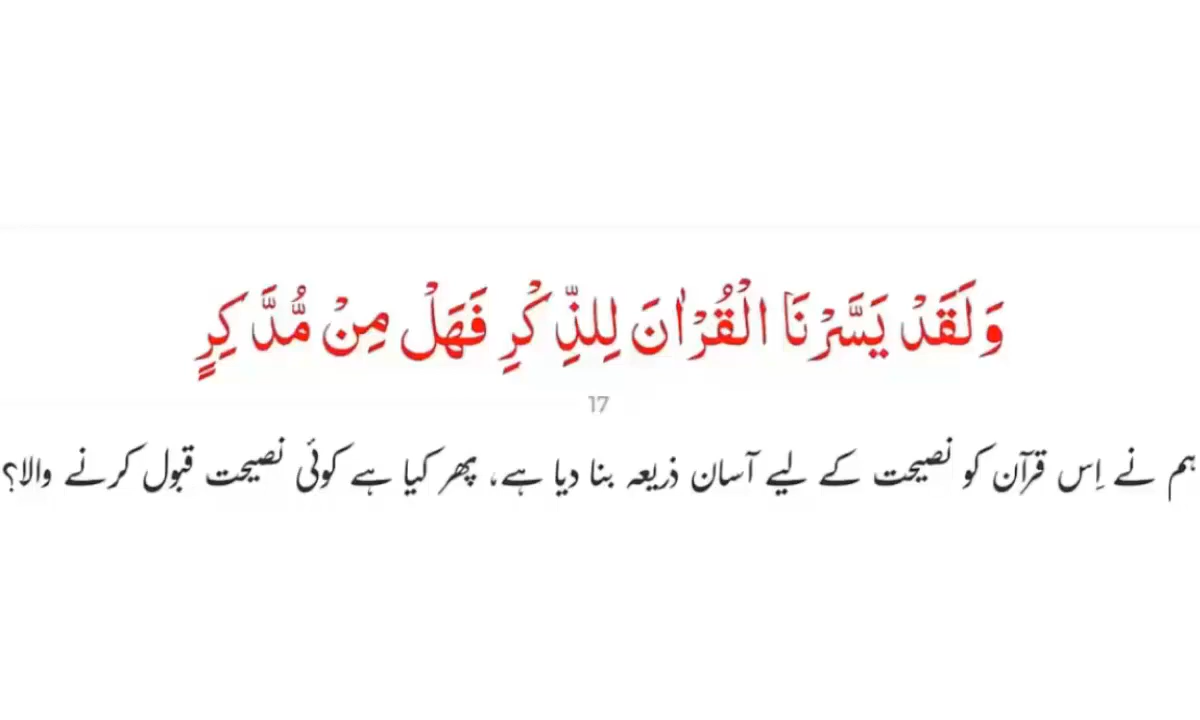 وَلَقَدْ يَسَّرْنَا الْقُرْاٰنَ لِلذِّكْرِ فَهَلْ مِنْ مُّدَّكِرٍ
17
ہم نے اِس قرآن کو نصیحت کے لیے آسان ذریعہ بنا دیا ہے، پھر کیا ہے کوئی نصیحت قبول کرنے والا؟